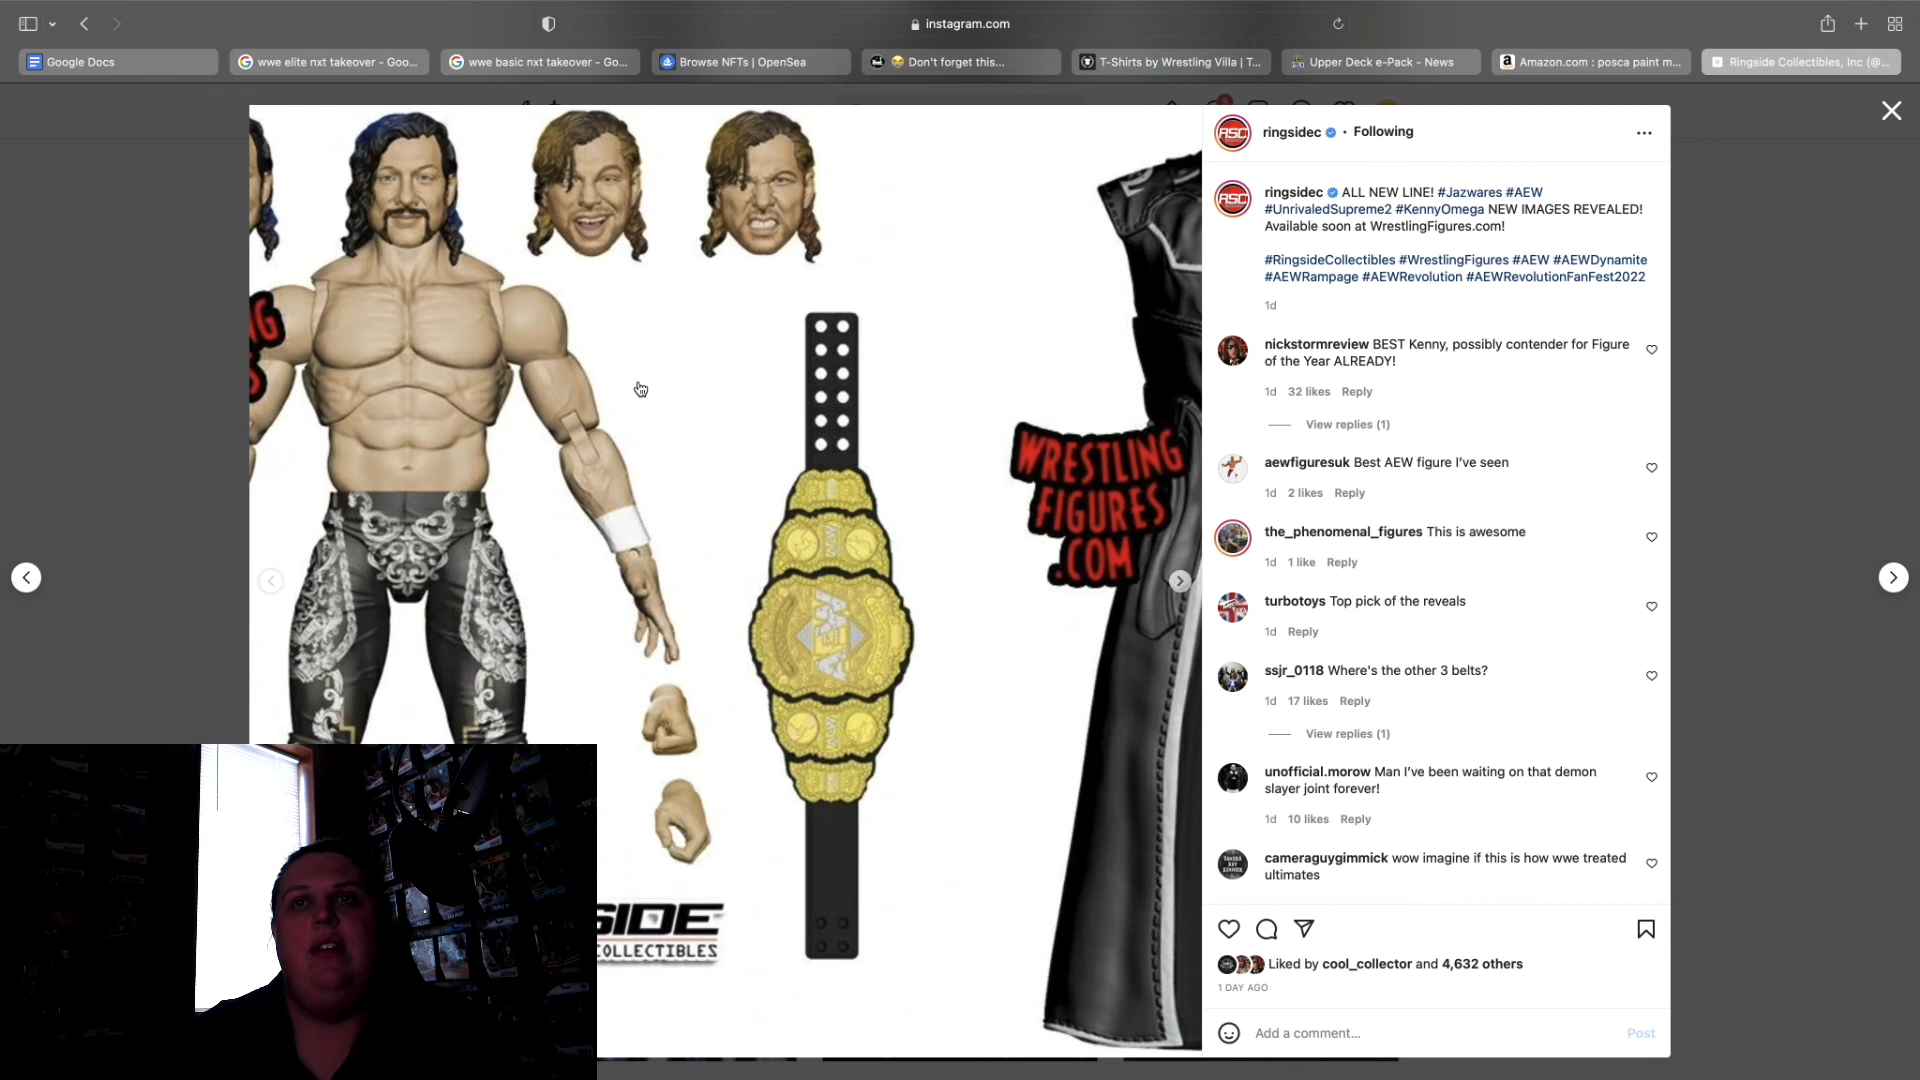 instagram.com
Google Docs
wwe elite nxt takeover - Goo...
wwe basic nxt takeover - Go...
Browse NFTs | OpenSea
Don't forget this...
T-Shirts by Wrestling Villa | T...
Upper Deck e-Pack - News
Amazon.com : posca paint m...
Ringside Collectibles, Inc (@...
ringsidec • Following
ringsidec ALL NEW LINE! #Jazwares #AEW
#UnrivaledSupreme2 #KennyOmega NEW IMAGES REVEALED!
Available soon at WrestlingFigures.com!
#RingsideCollectibles #WrestlingFigures #AEW #AEWDynamite
#AEWRampage #AEWRevolution #AEWRevolutionFanFest2022
1d
nickstormreview BEST Kenny, possibly contender for Figure
of the Year ALREADY!
1d 32 likes Reply
View replies (1)
aewfiguresuk Best AEW figure I've seen
1d 2 likes Reply
the_phenomenal_figures This is awesome
1d 1 like Reply
turbotoys Top pick of the reveals
1d Reply
ssjr_0118 Where's the other 3 belts?
1d 17 likes Reply
View replies (1)
unofficial.morow Man I've been waiting on that demon
slayer joint forever!
1d 10 likes Reply
cameraguygimmick wow imagine if this is how wwe treated
ultimates
Liked by cool_collector and 4,632 others
1 DAY AGO
Add a comment...
Post
WRESTLING
FIGURES
.COM
AEW
SIDE
COLLECTIBLES
RSC
RSC